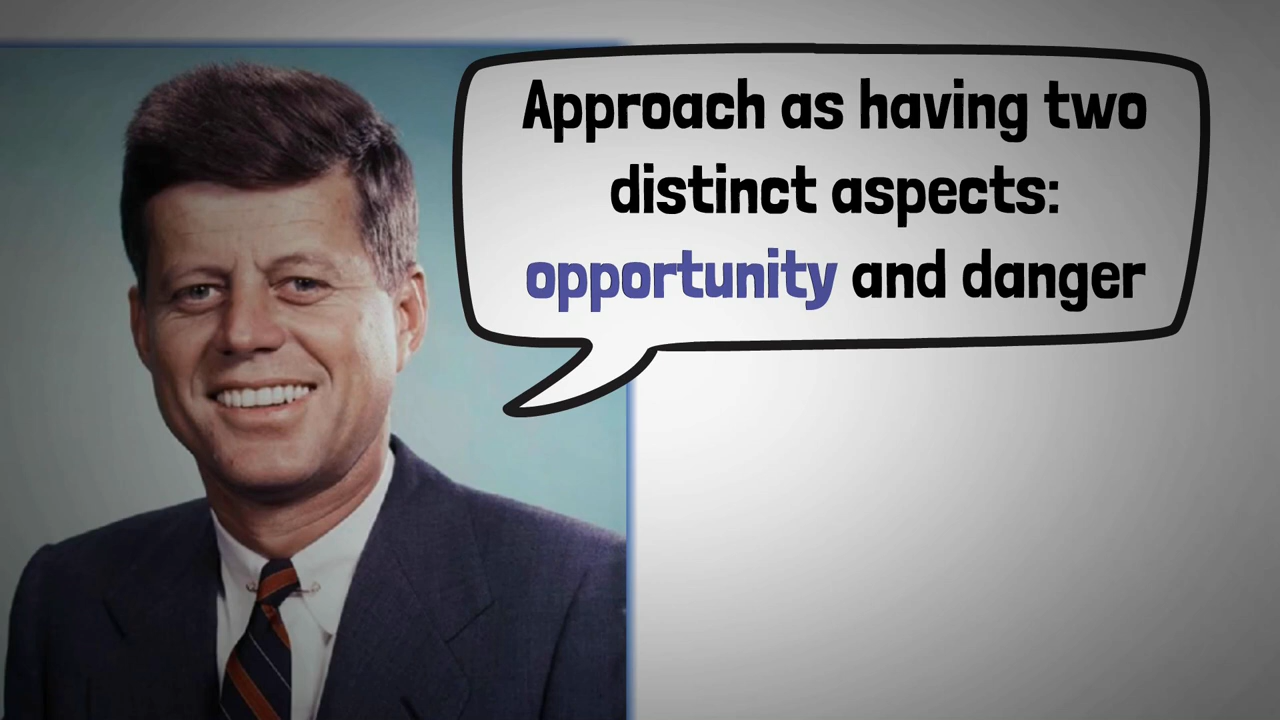 Approach as having two
distinct aspects:
opportunity and danger